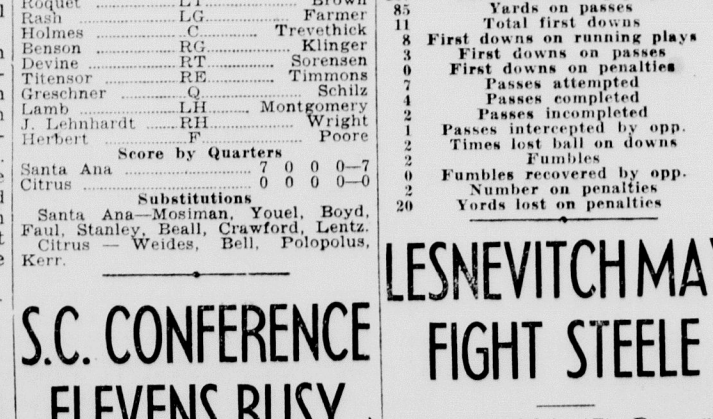 Roquet ............ LT ............ Brown
Rash ............ LG ............ Farmer
Holmes ............ C ............ Trevethick
Benson ............ RG ............ Klinger
Devine ............ RT ............ Sorensen
Titensor ............ RE ............ Timmons
Greschner ............ Q ............ Schilz
Lamb ............ LH ............ Montgomery
J. Lehnhardt ...... RH ............ Wright
Herbert ............ F ............ Poore
Score by Quarters
Santa Ana ............ 7 0 0 0—7
Citrus ............ 0 0 0 0—0
Substitutions
Santa Ana—Mosiman, Youel, Boyd,
Faul, Stanley, Beall, Crawford, Lentz.
Citrus — Weides, Bell, Polopolus,
Kerr.
S.C. CONFERENCE
ELEVENS BUSY
85 Yards on passes
11 Total first downs
8 First downs on running plays
3 First downs on passes
0 First downs on penalties
7 Passes attempted
4 Passes completed
2 Passes incompleted
1 Passes intercepted by opp.
2 Times lost ball on downs
2 Fumbles
0 Fumbles recovered by opp.
2 Number on penalties
20 Yords lost on penalties
LESNEVITCH MA
FIGHT STEELE